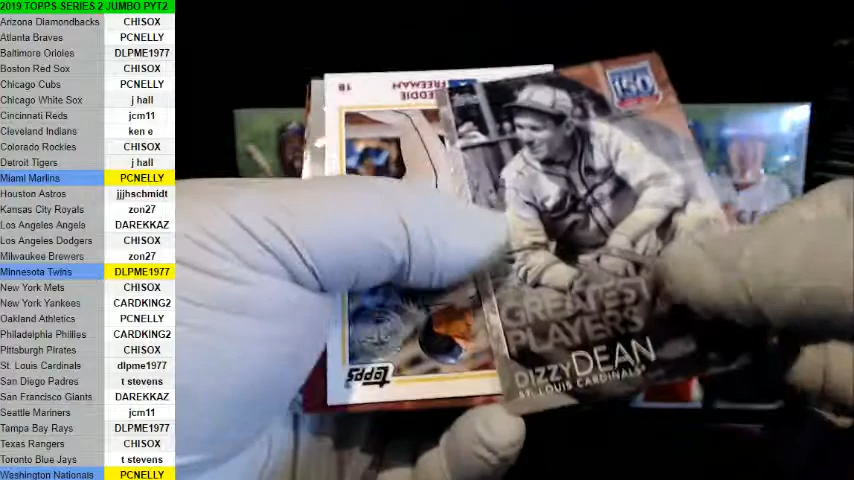 2019 TOPPS SERIES 2 JUMBO PYT2
Arizona Diamondbacks CHISOX
Atlanta Braves PCNELLY
Baltimore Orioles DLPME1977
Boston Red Sox CHISOX
Chicago Cubs PCNELLY
Chicago White Sox j hall
Cincinnati Reds jcm11
Cleveland Indians ken e
Colorado Rockies CHISOX
Detroit Tigers j hall
Miami Marlins PCNELLY
Houston Astros jjjhschmidt
Kansas City Royals zon27
Los Angeles Angels DAREKKAZ
Los Angeles Dodgers CHISOX
Milwaukee Brewers zon27
Minnesota Twins DLPME1977
New York Mets CHISOX
New York Yankees CARDKING2
Oakland Athletics PCNELLY
Philadelphia Phillies CARDKING2
Pittsburgh Pirates CHISOX
St. Louis Cardinals dlpme1977
San Diego Padres t stevens
San Francisco Giants DAREKKAZ
Seattle Mariners jcm11
Tampa Bay Rays DLPME1977
Texas Rangers CHISOX
Toronto Blue Jays t stevens
Washington Nationals PCNELLY
18
FREEMAN
EDDIE
topps
150
GREATEST
PLAYERS
DIZZY DEAN
ST. LOUIS CARDINALS